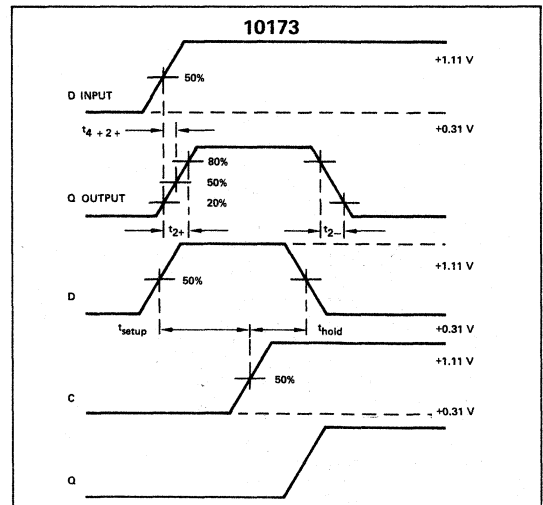 10173
+1.11 V
50%
D INPUT
+0.31 V
t4 + 2 +
80%
50%
Q OUTPUT
20%
t2+
t2–
+1.11 V
50%
D
tsetup
thold
+0.31 V
+1.11 V
50%
C
+0.31 V
Q